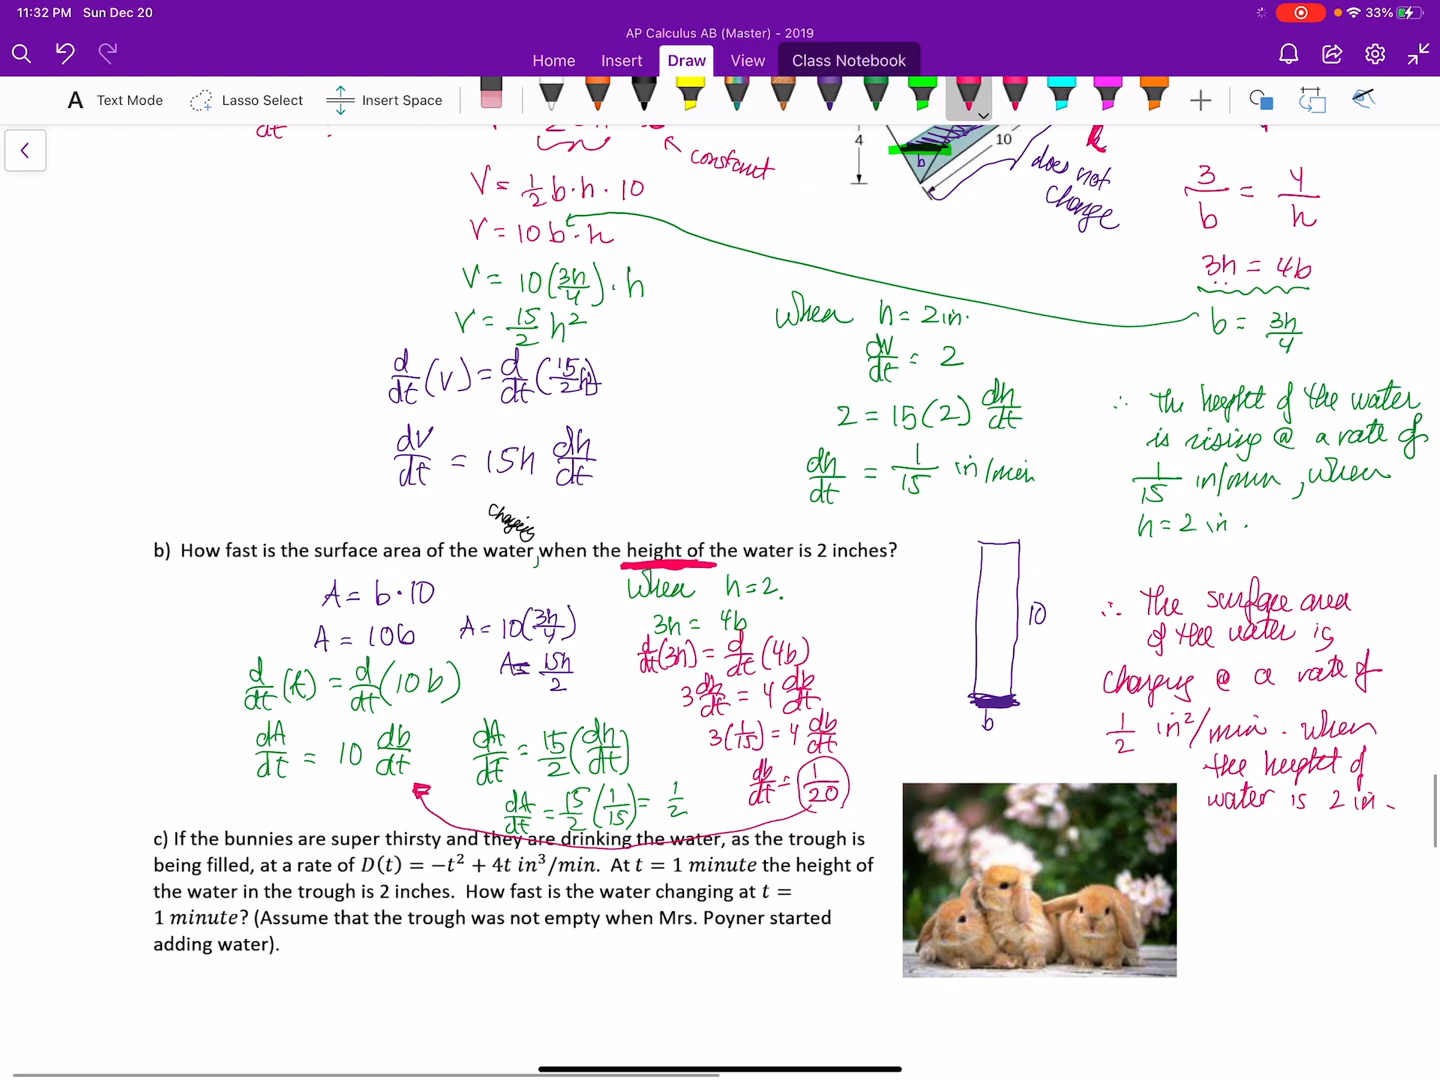 11:32 PM Sun Dec 20
33%
AP Calculus AB (Master) - 2019
Home Insert Draw View Class Notebook
A Text Mode Lasso Select Insert Space
dt
constant
V = 1/2 b · h · 10
V = 10 b · h
V = 10 (3h/4) · h
V = 15/2 h²
d/dt (V) = d/dt (15/2 h²)
dV/dt = 15h dh/dt
4
b
10
does not
change
3/b = 4/h
3h = 4b
b = 3h/4
When h = 2 in.
dV/dt = 2
2 = 15(2) dh/dt
dh/dt = 1/15 in/min
∴ The height of the water
is rising @ a rate of
1/15 in/min, when
h = 2 in.
changing
b) How fast is the surface area of the water, when the height of the water is 2 inches?
A = b · 10
A = 10b
d/dt (A) = d/dt (10b)
dA/dt = 10 db/dt
A = 10(3h/4)
A = 15h/2
dA/dt = 15/2 (dh/dt)
dA/dt = 15/2 (1/15) = 1/2
When h = 2.
3h = 4b
d/dt (3h) = d/dt (4b)
3 dh/dt = 4 db/dt
3(1/15) = 4 db/dt
db/dt = 1/20
10
b
∴ The surface area
of the water is
changing @ a rate of
1/2 in²/min. when
the height of
water is 2 in.
c) If the bunnies are super thirsty and they are drinking the water, as the trough is
being filled, at a rate of D(t) = −t² + 4t in³/min. At t = 1 minute the height of
the water in the trough is 2 inches. How fast is the water changing at t =
1 minute? (Assume that the trough was not empty when Mrs. Poyner started
adding water).